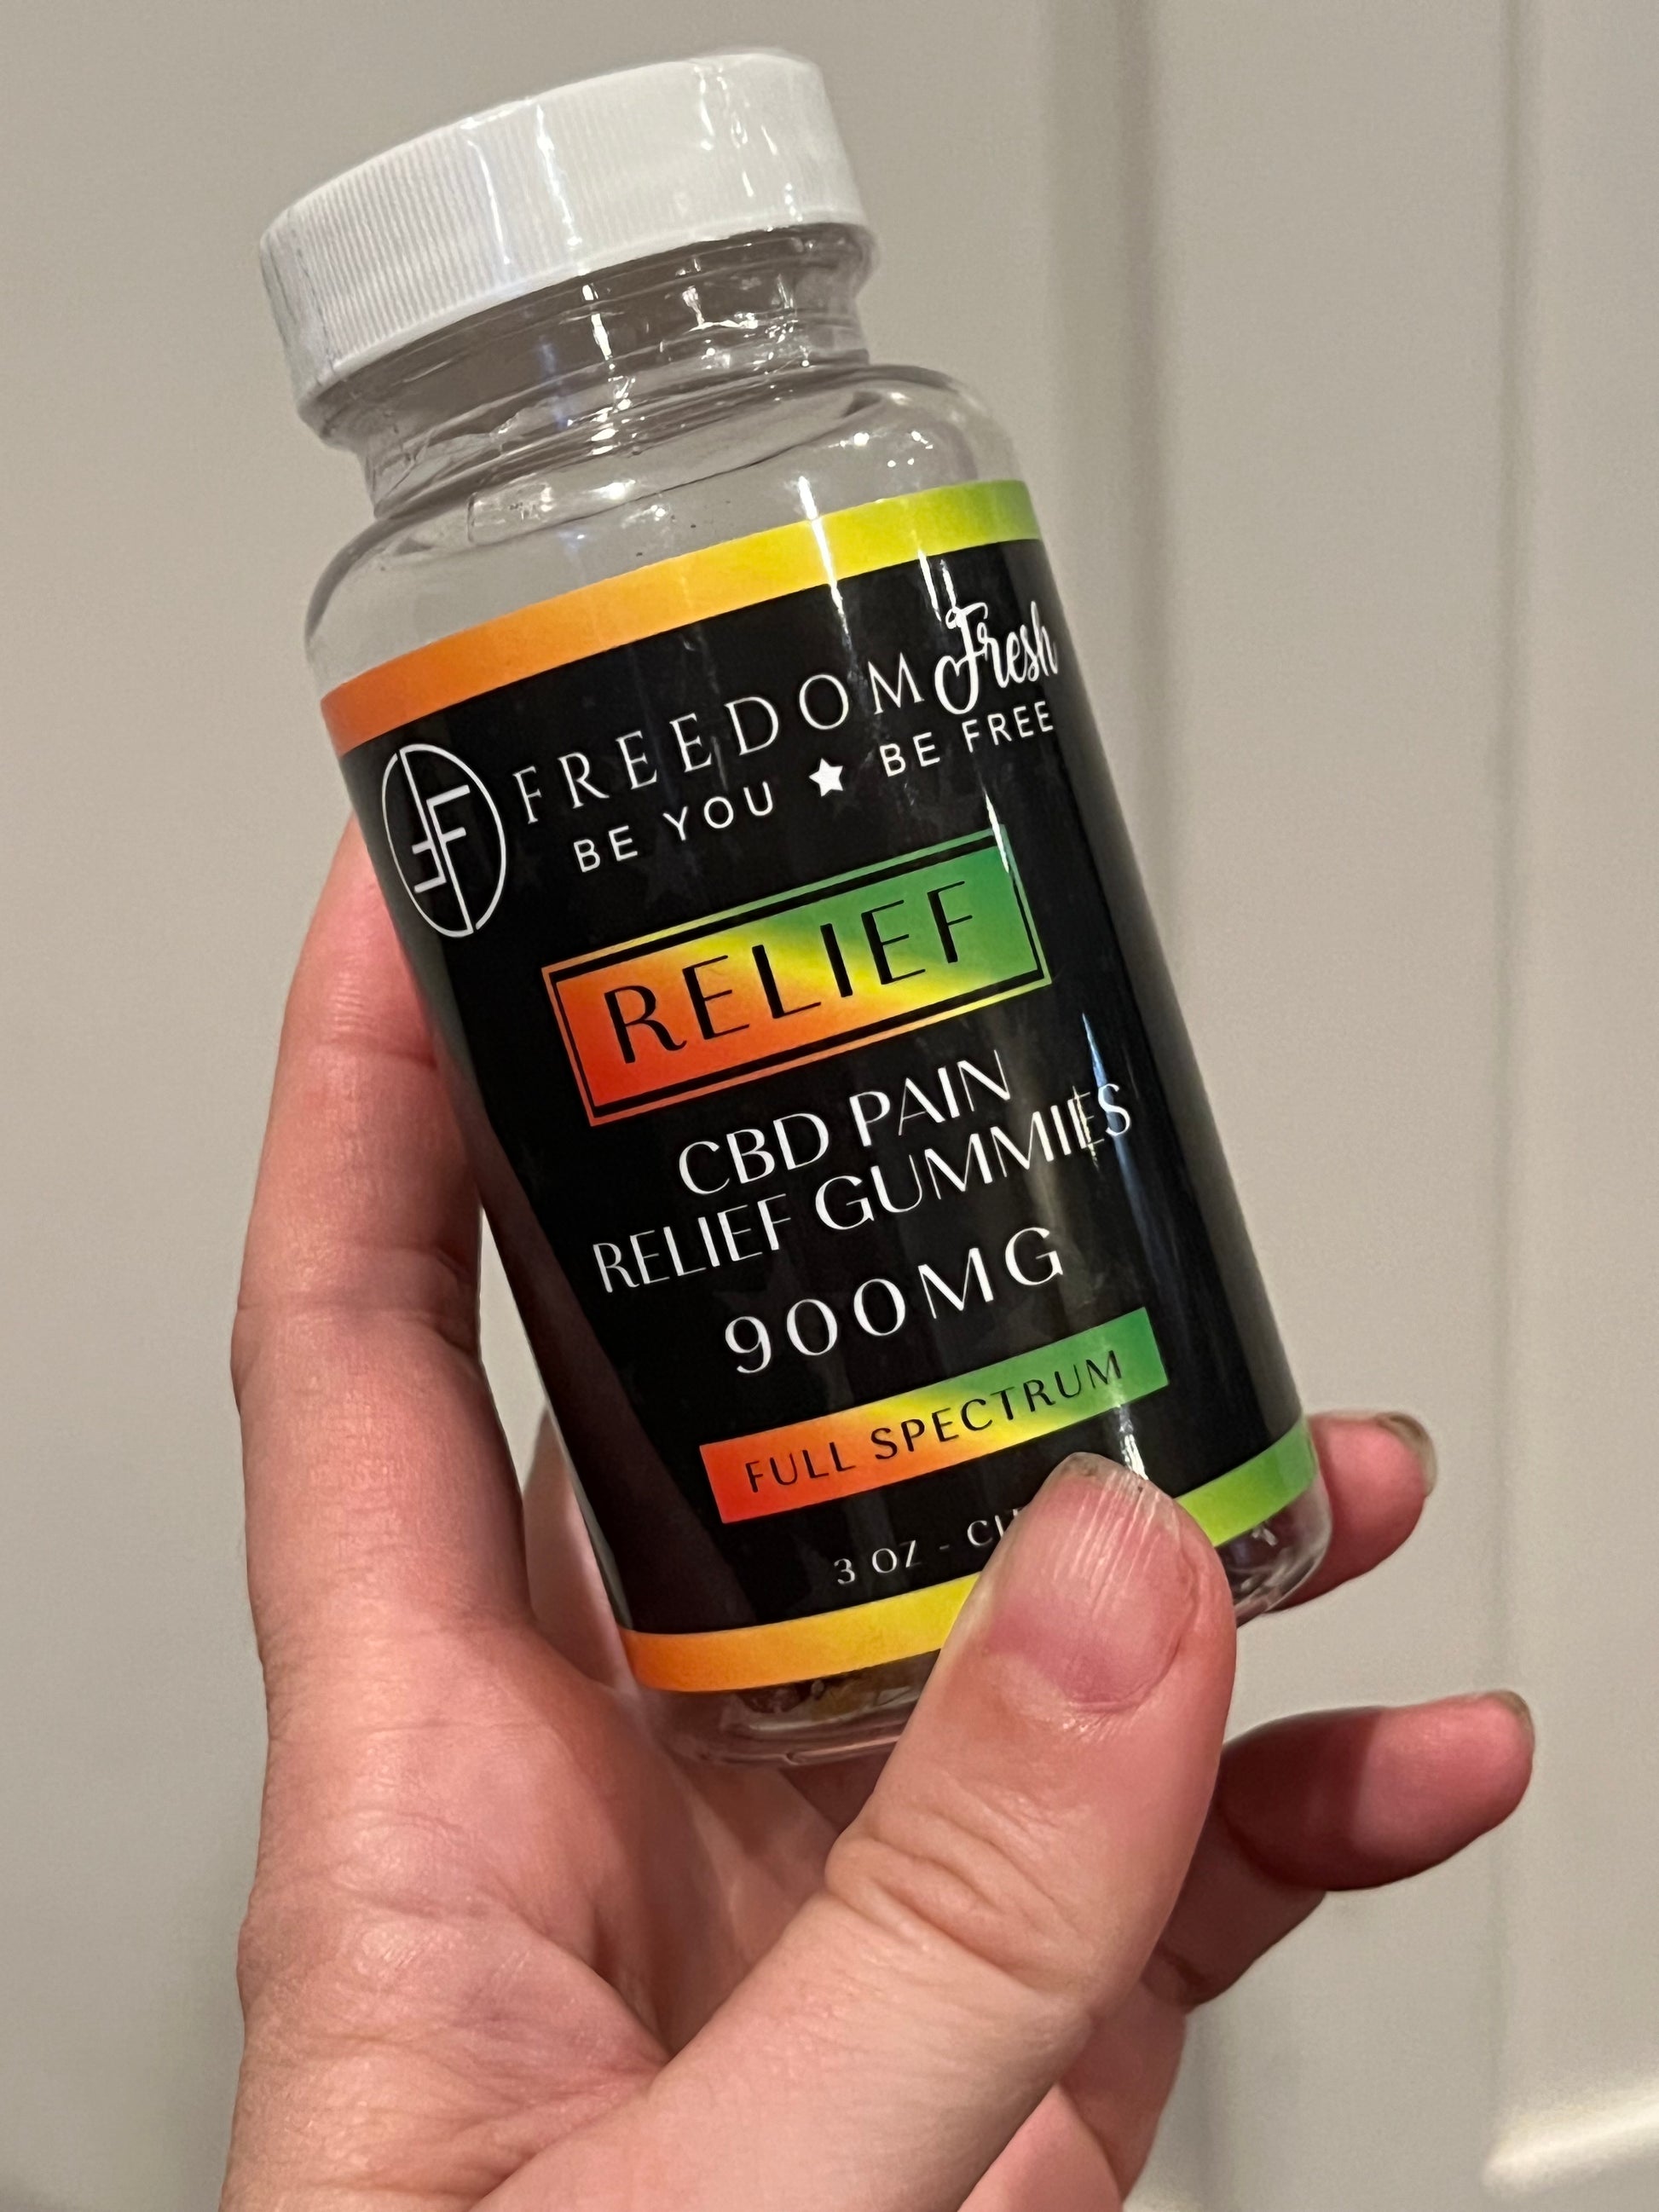 FREEDOM Fresh
BE YOU ★ BE FREE
RELIEF
CBD PAIN
RELIEF GUMMIES
900MG
FULL SPECTRUM
3 OZ -